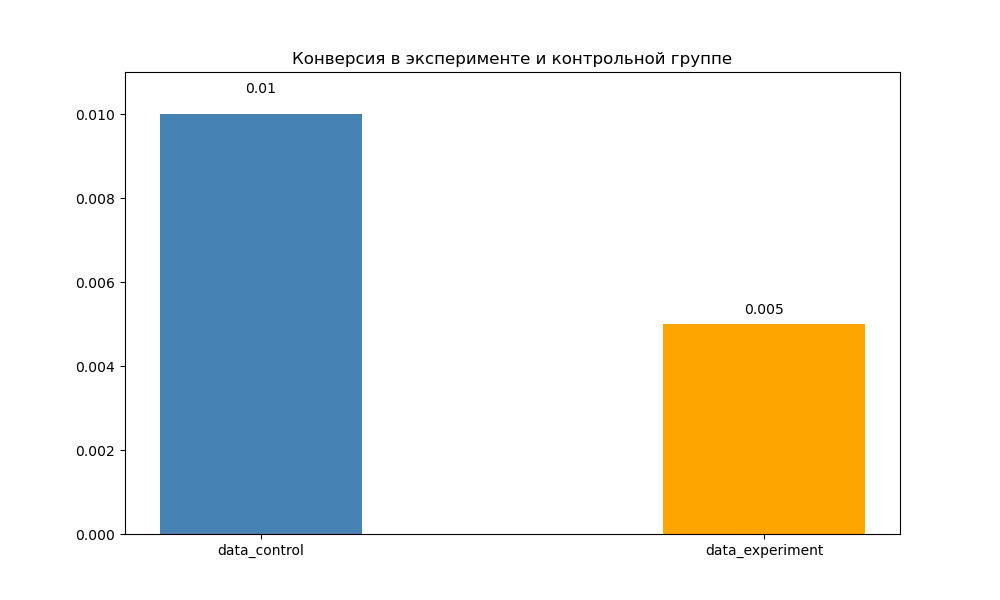 Конверсия в эксперименте и контрольной группе
0.01
0.010
0.008
0.006
0.005
0.004
0.002
0.000
data_control
data_experiment